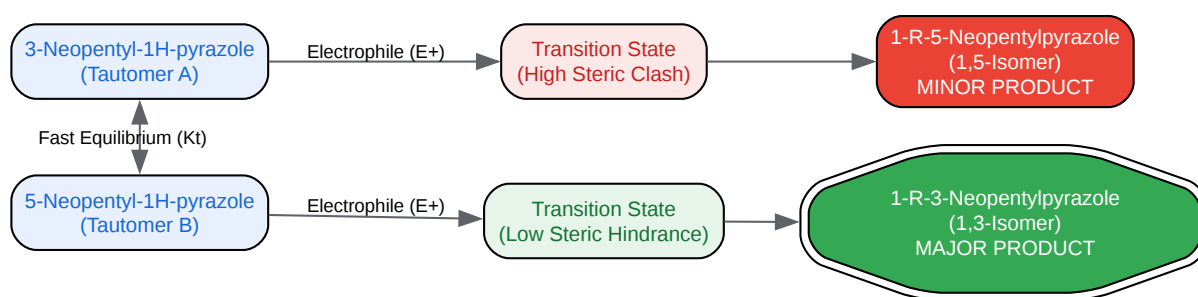 3-Neopentyl-1H-pyrazole
(Tautomer A)
Electrophile (E+)
Transition State
(High Steric Clash)
1-R-5-Neopentylpyrazole
(1,5-Isomer)
MINOR PRODUCT
Fast Equilibrium (Kt)
5-Neopentyl-1H-pyrazole
(Tautomer B)
Electrophile (E+)
Transition State
(Low Steric Hindrance)
1-R-3-Neopentylpyrazole
(1,3-Isomer)
MAJOR PRODUCT